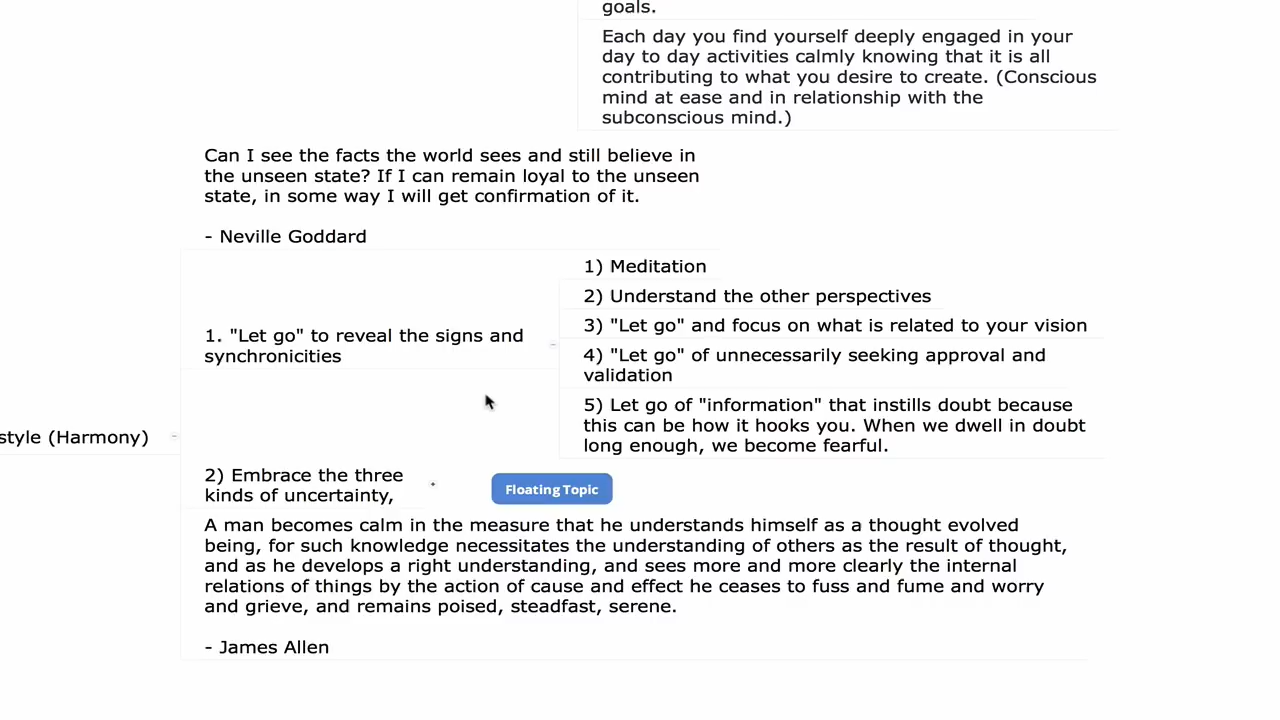 goals.
Each day you find yourself deeply engaged in your
day to day activities calmly knowing that it is all
contributing to what you desire to create. (Conscious
mind at ease and in relationship with the
subconscious mind.)
Can I see the facts the world sees and still believe in
the unseen state? If I can remain loyal to the unseen
state, in some way I will get confirmation of it.
- Neville Goddard
1. "Let go" to reveal the signs and
synchronicities
1) Meditation
2) Understand the other perspectives
3) "Let go" and focus on what is related to your vision
4) "Let go" of unnecessarily seeking approval and
validation
5) Let go of "information" that instills doubt because
this can be how it hooks you. When we dwell in doubt
long enough, we become fearful.
style (Harmony)
2) Embrace the three
kinds of uncertainty,
Floating Topic
A man becomes calm in the measure that he understands himself as a thought evolved
being, for such knowledge necessitates the understanding of others as the result of thought,
and as he develops a right understanding, and sees more and more clearly the internal
relations of things by the action of cause and effect he ceases to fuss and fume and worry
and grieve, and remains poised, steadfast, serene.
- James Allen